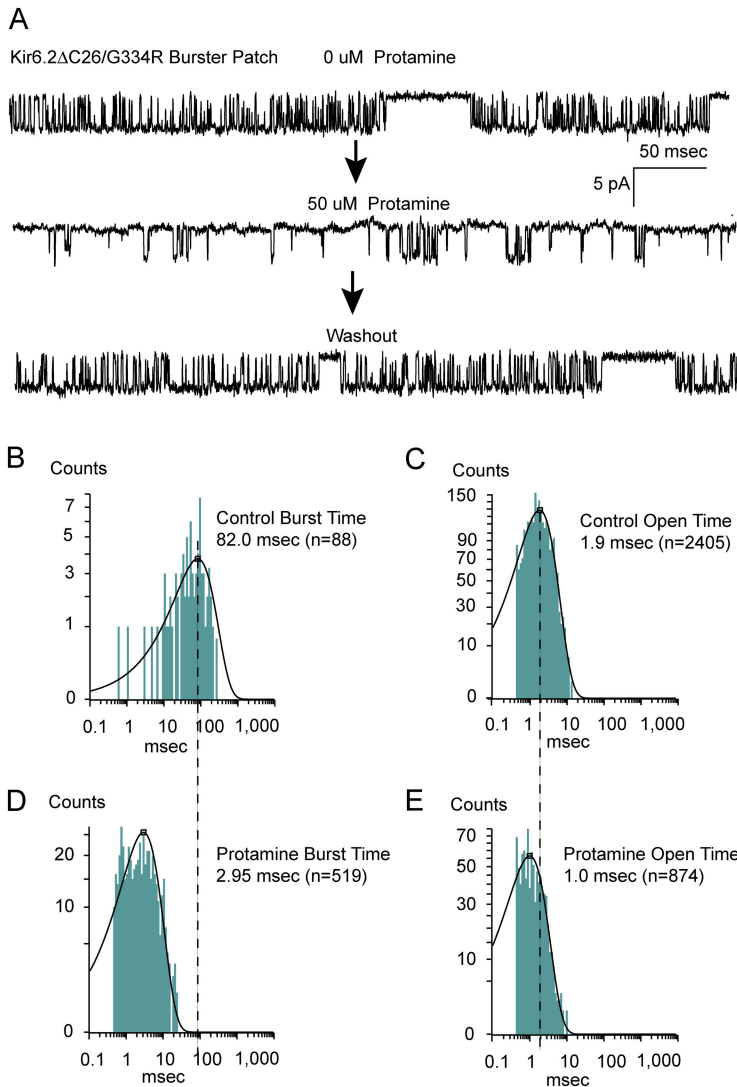 A
Kir6.2ΔC26/G334R Burster Patch 0 uM Protamine
50 msec
5 pA
50 uM Protamine
Washout
B
Counts
7
5
3
1
0
Control Burst Time
82.0 msec (n=88)
0.1 1 10 100 1,000
msec
C
Counts
150
90
70
50
30
10
0
Control Open Time
1.9 msec (n=2405)
0.1 1 10 100 1,000
msec
D
Counts
20
10
0
Protamine Burst Time
2.95 msec (n=519)
0.1 1 10 100 1,000
msec
E
Counts
70
50
30
10
0
Protamine Open Time
1.0 msec (n=874)
0.1 1 10 100 1,000
msec